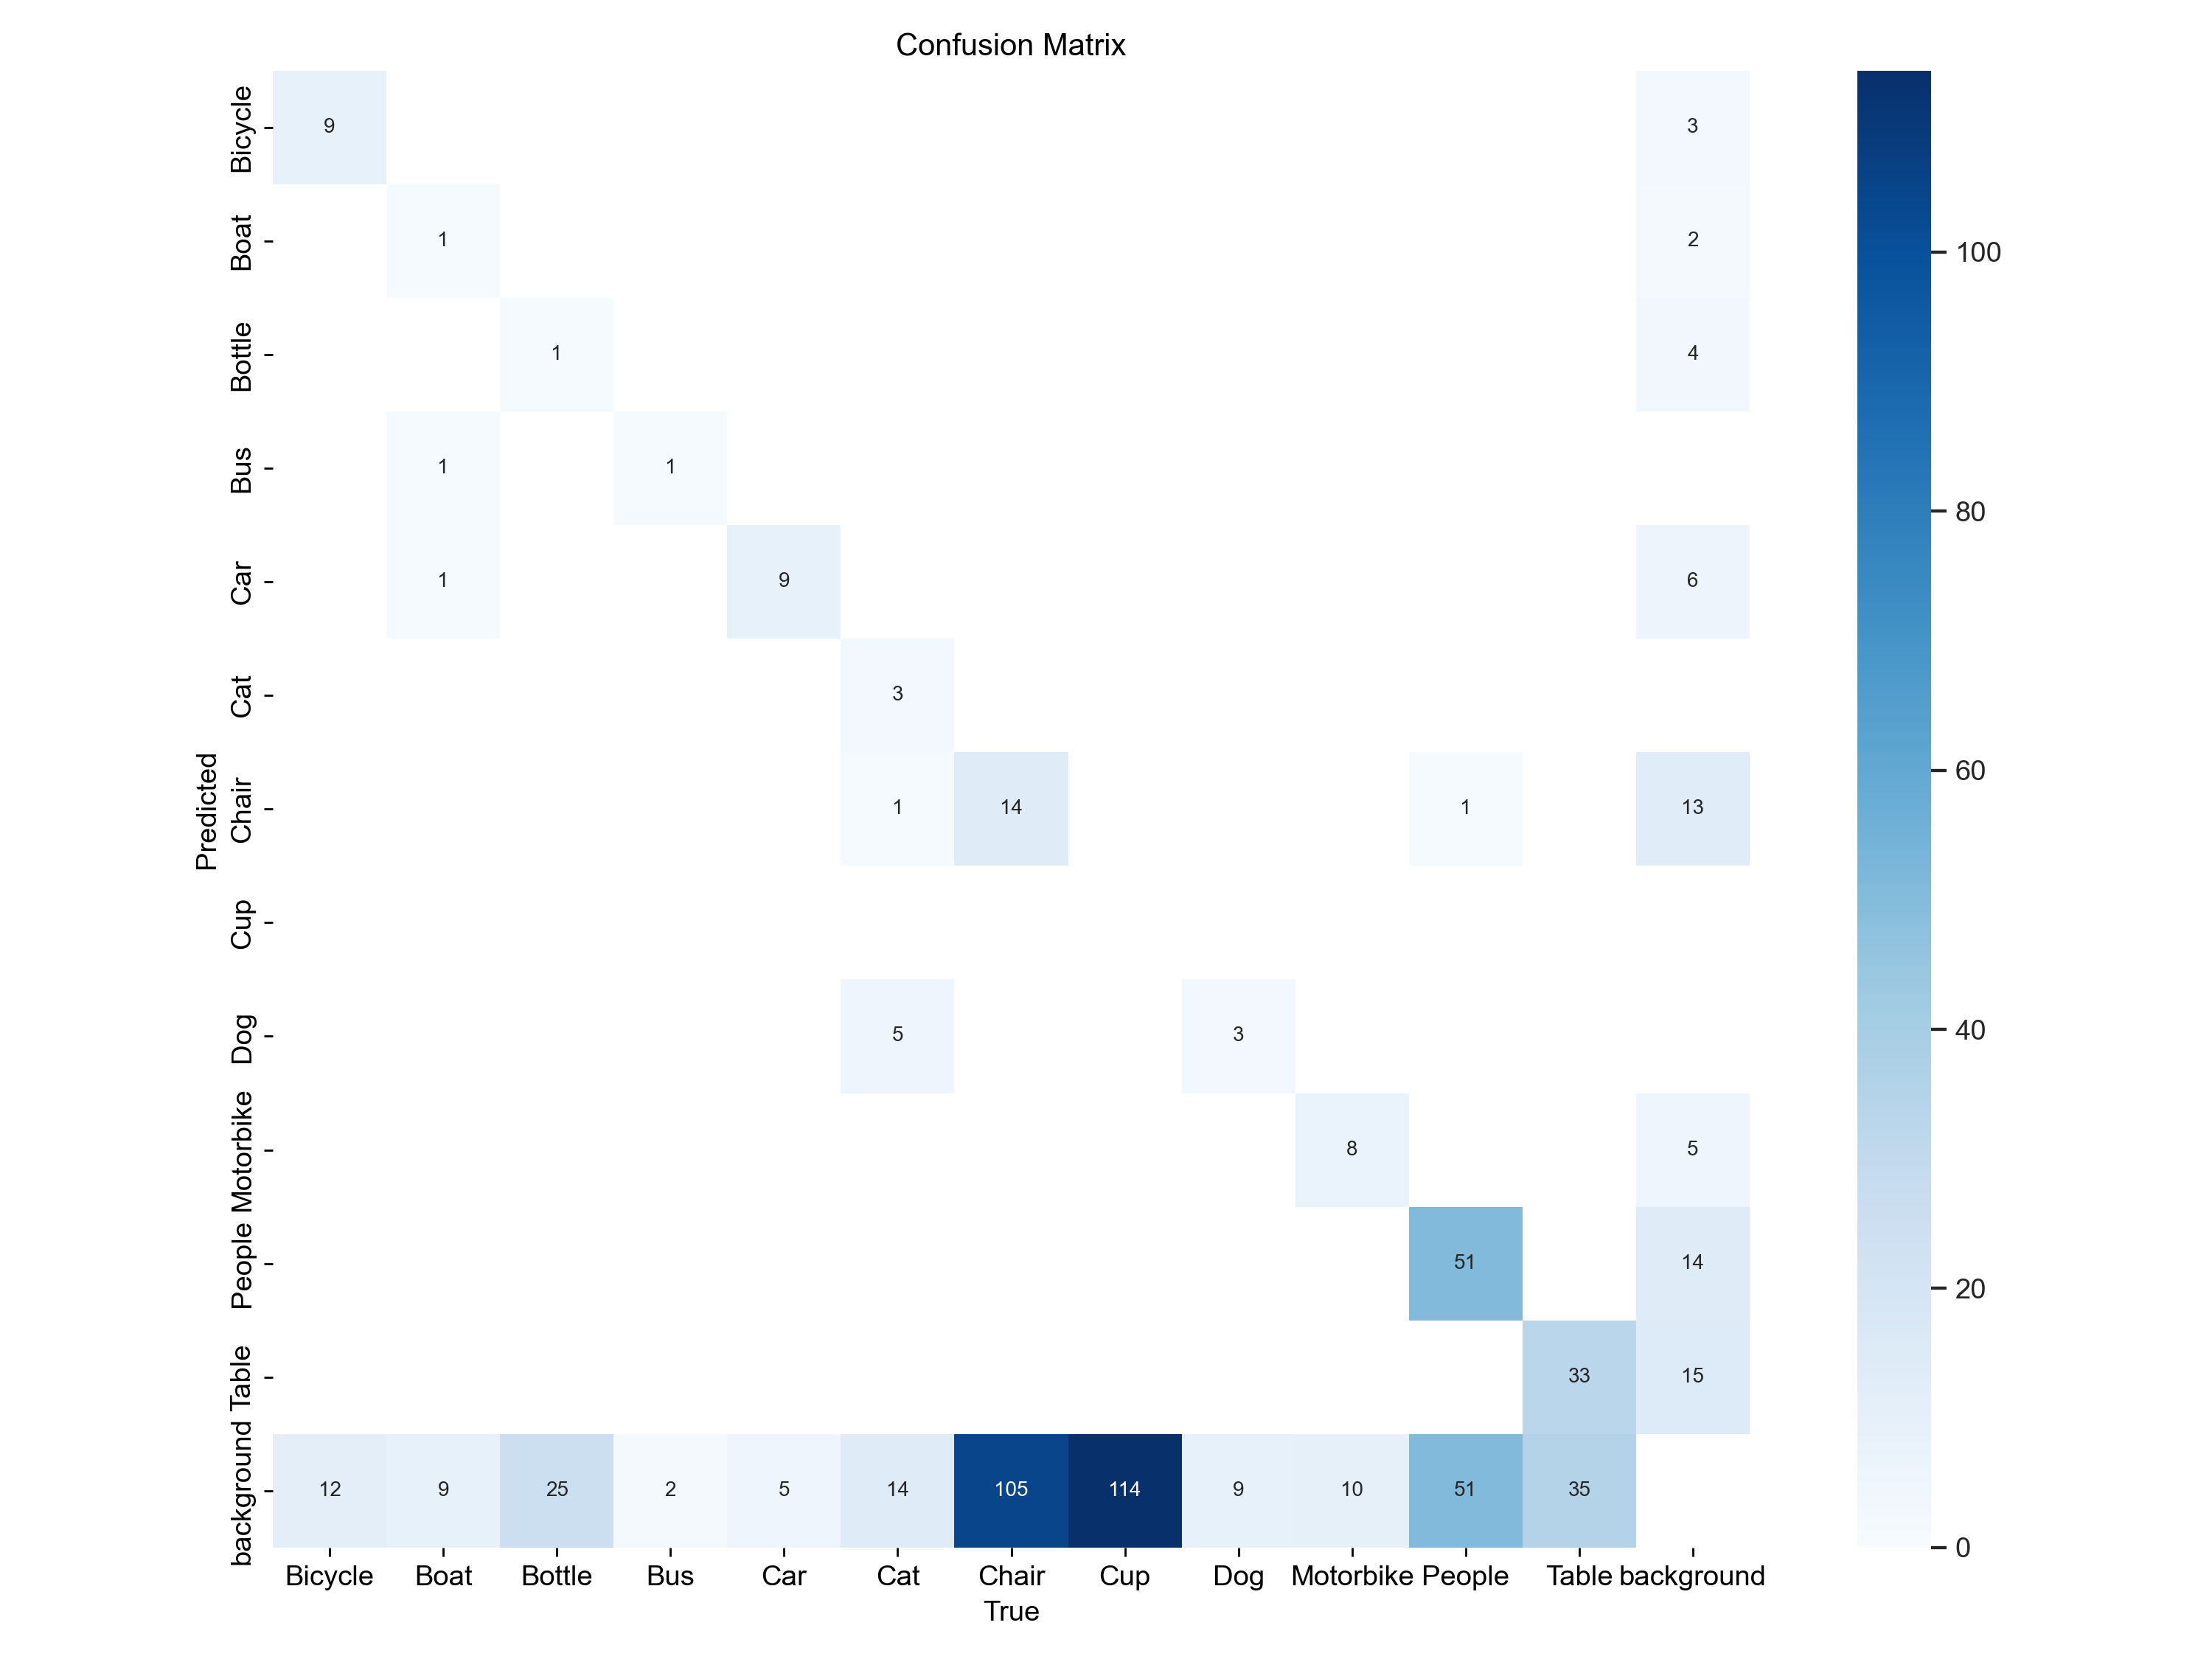 Confusion Matrix
Bicycle 9 3
Boat 1 2
Bottle 1 4
Bus 1 1
Car 1 9 6
Cat 3
Predicted
Chair 1 14 1 13
Cup
Dog 5 3
Motorbike 8 5
People 51 14
Table 33 15
background 12 9 25 2 5 14 105 114 9 10 51 35
Bicycle Boat Bottle Bus Car Cat Chair Cup Dog Motorbike People Table background
True
100
80
60
40
20
0